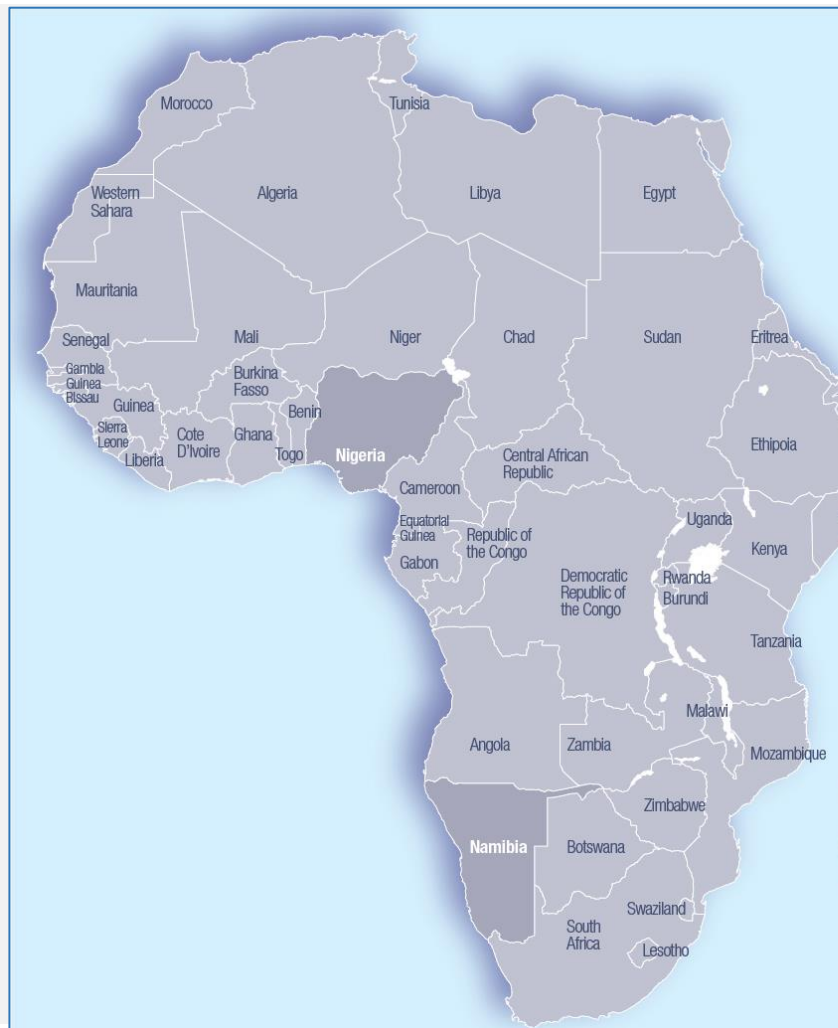 Morocco
Tunisia
Algeria
Libya
Egypt
Western
Sahara
Mauritania
Mali
Niger
Chad
Sudan
Eritrea
Senegal
Gambia
Guinea
Bissau
Guinea
Burkina
Fasso
Benin
Sierra
Leone
Liberia
Cote
D'Ivoire
Ghana
Togo
Nigeria
Central African
Republic
Ethipola
Cameroon
Equatorial
Guinea
Gabon
Republic of
the Congo
Democratic
Republic of
the Congo
Uganda
Kenya
Rwanda
Burundi
Tanzania
Angola
Zambia
Malawi
Mozambique
Zimbabwe
Namibia
Botswana
Swaziland
South
Africa
Lesotho